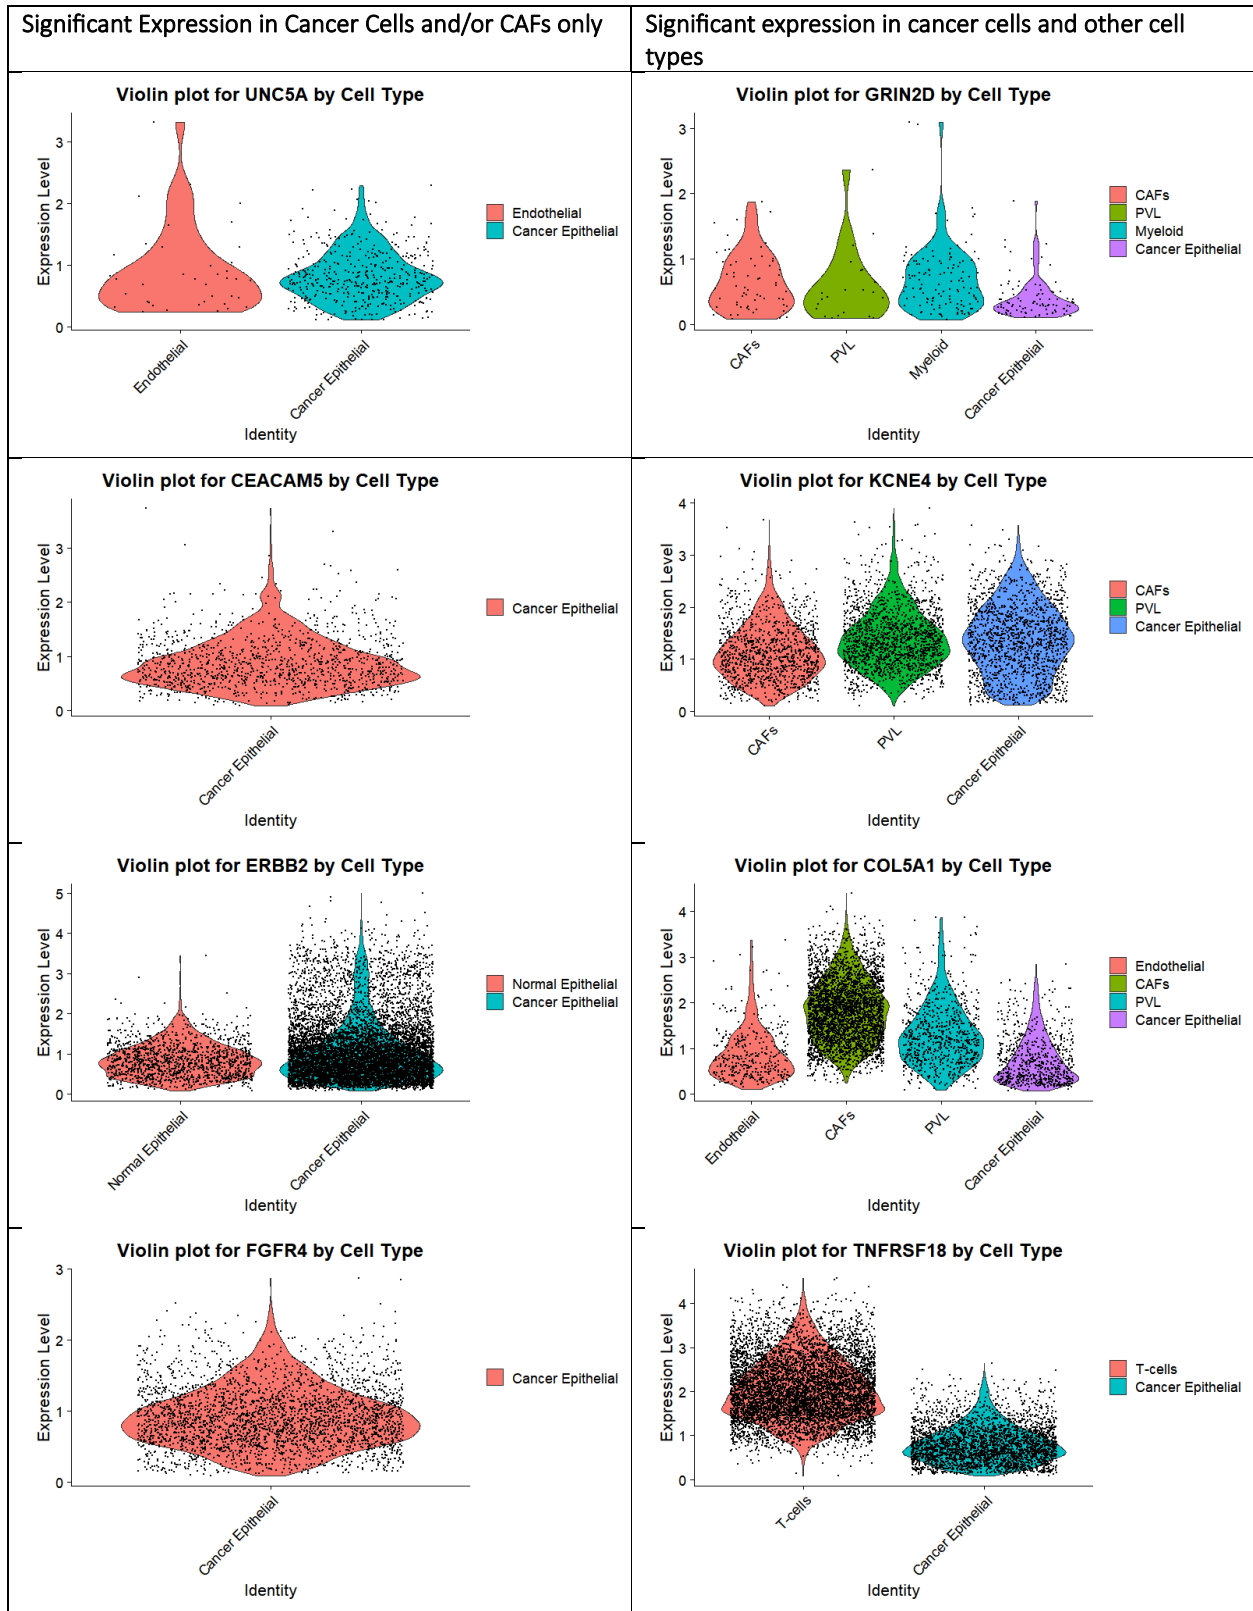 Significant Expression in Cancer Cells and/or CAFs only
Significant expression in cancer cells and other cell
types
Violin plot for UNC5A by Cell Type
Expression Level
3
2
1
0
Endothelial
Cancer Epithelial
Identity
Endothelial
Cancer Epithelial
Violin plot for GRIN2D by Cell Type
Expression Level
3
2
1
0
CAFs
PVL
Myeloid
Cancer Epithelial
Identity
CAFs
PVL
Myeloid
Cancer Epithelial
Violin plot for CEACAM5 by Cell Type
Expression Level
3
2
1
0
Cancer Epithelial
Identity
Cancer Epithelial
Violin plot for KCNE4 by Cell Type
Expression Level
4
3
2
1
0
CAFs
PVL
Cancer Epithelial
Identity
CAFs
PVL
Cancer Epithelial
Violin plot for ERBB2 by Cell Type
Expression Level
5
4
3
2
1
0
Normal Epithelial
Cancer Epithelial
Identity
Normal Epithelial
Cancer Epithelial
Violin plot for COL5A1 by Cell Type
Expression Level
4
3
2
1
0
Endothelial
CAFs
PVL
Cancer Epithelial
Identity
Endothelial
CAFs
PVL
Cancer Epithelial
Violin plot for FGFR4 by Cell Type
Expression Level
3
2
1
0
Cancer Epithelial
Identity
Cancer Epithelial
Violin plot for TNFRSF18 by Cell Type
Expression Level
4
3
2
1
0
T-cells
Cancer Epithelial
Identity
T-cells
Cancer Epithelial